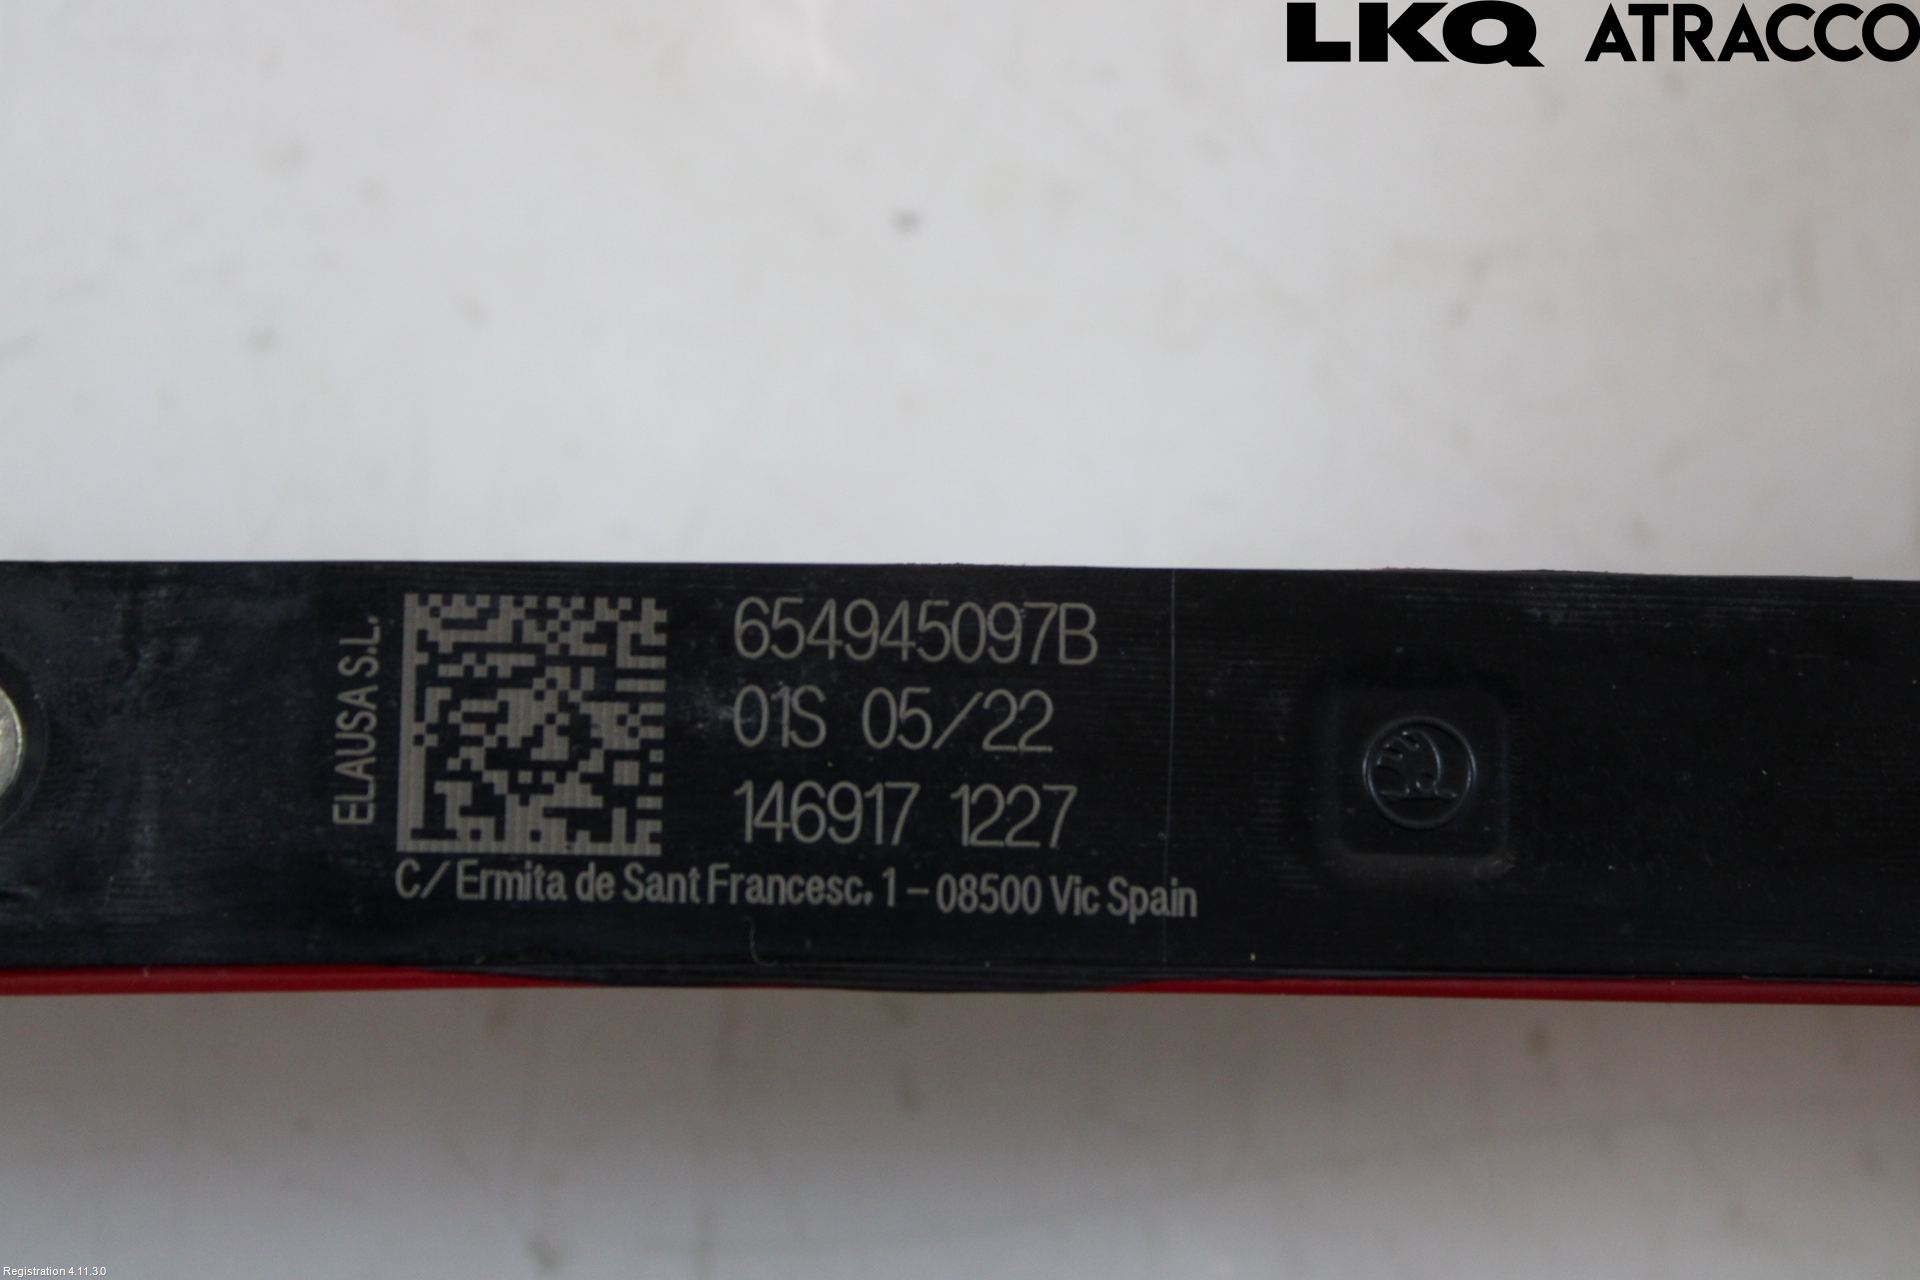 LKQ ATRACCO
ELAUSA S.L.
654945097B
01S 05/22
146917 1227
C/ Ermita de Sant Francesc, 1 - 08500 Vic Spain
Registration 4.11.3.0